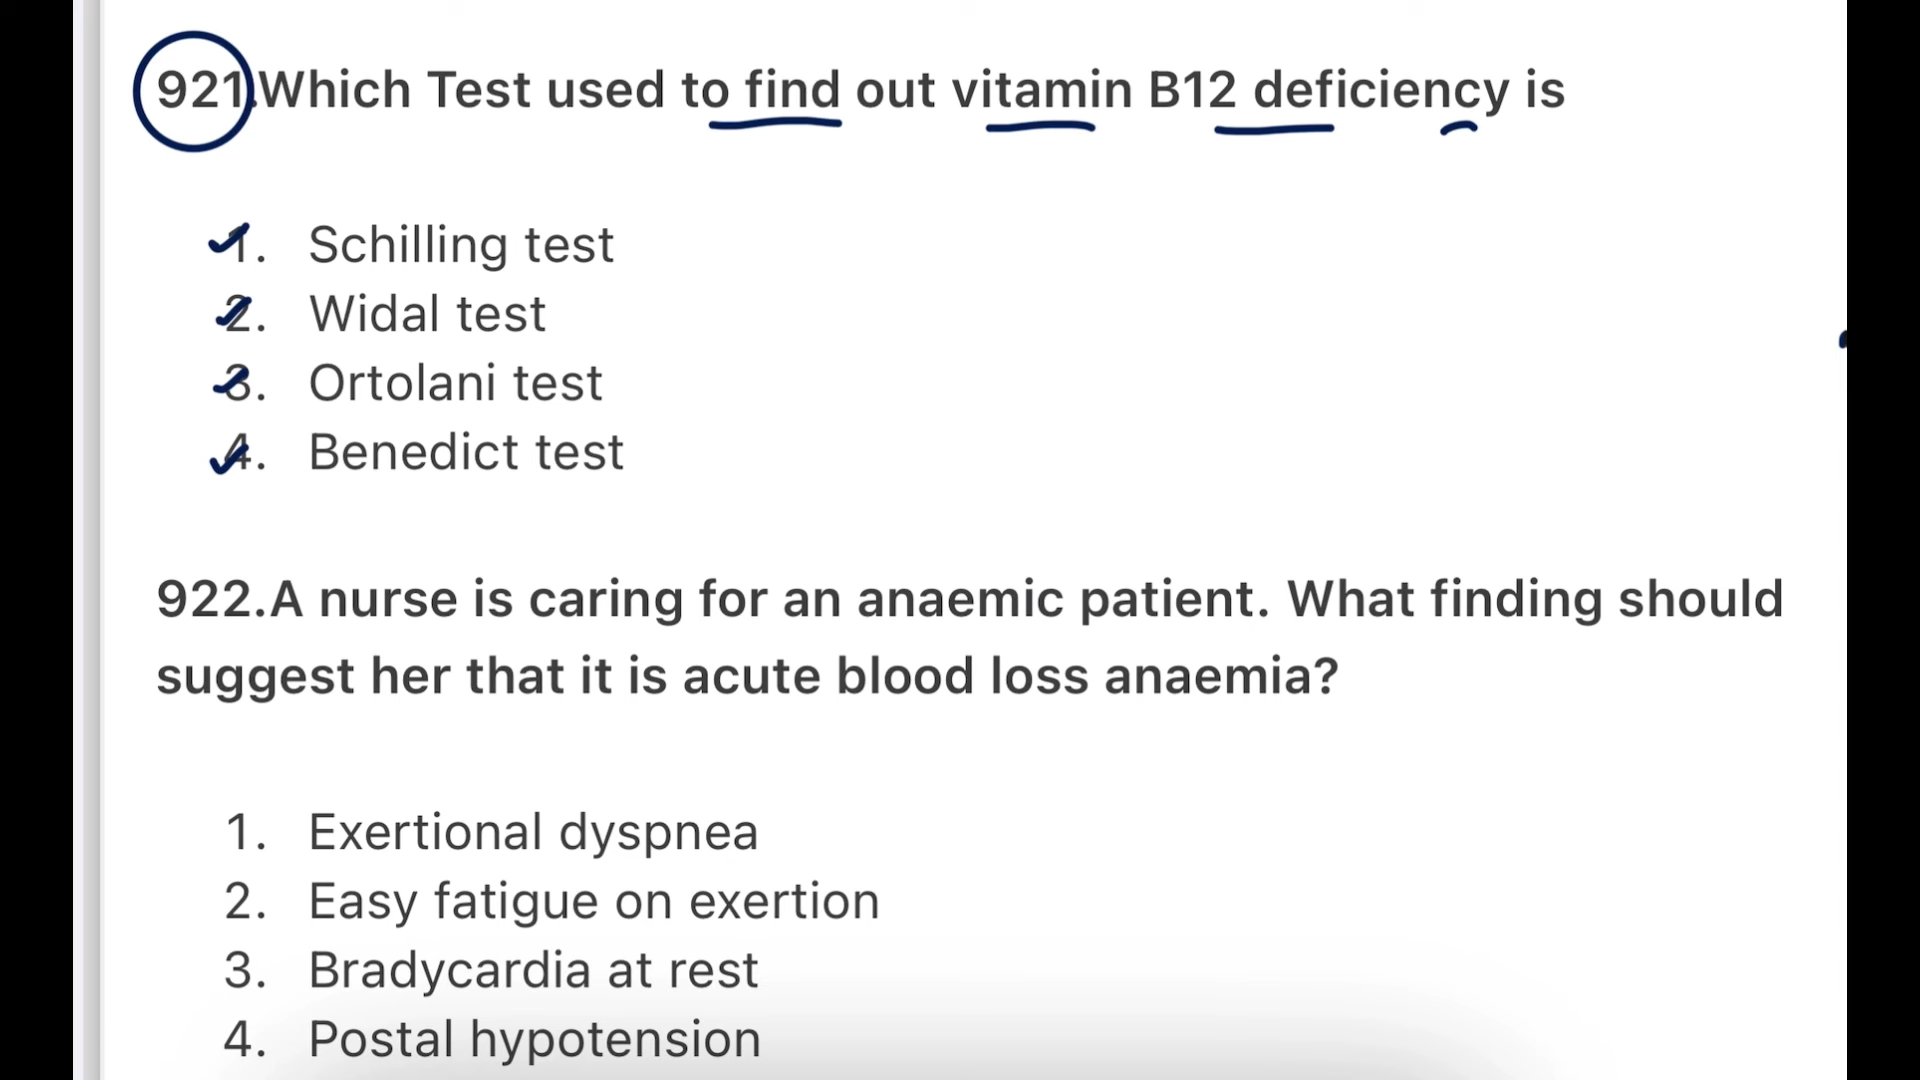 921.Which Test used to find out vitamin B12 deficiency is
1. Schilling test
2. Widal test
3. Ortolani test
4. Benedict test
922.A nurse is caring for an anaemic patient. What finding should
suggest her that it is acute blood loss anaemia?
1. Exertional dyspnea
2. Easy fatigue on exertion
3. Bradycardia at rest
4. Postal hypotension